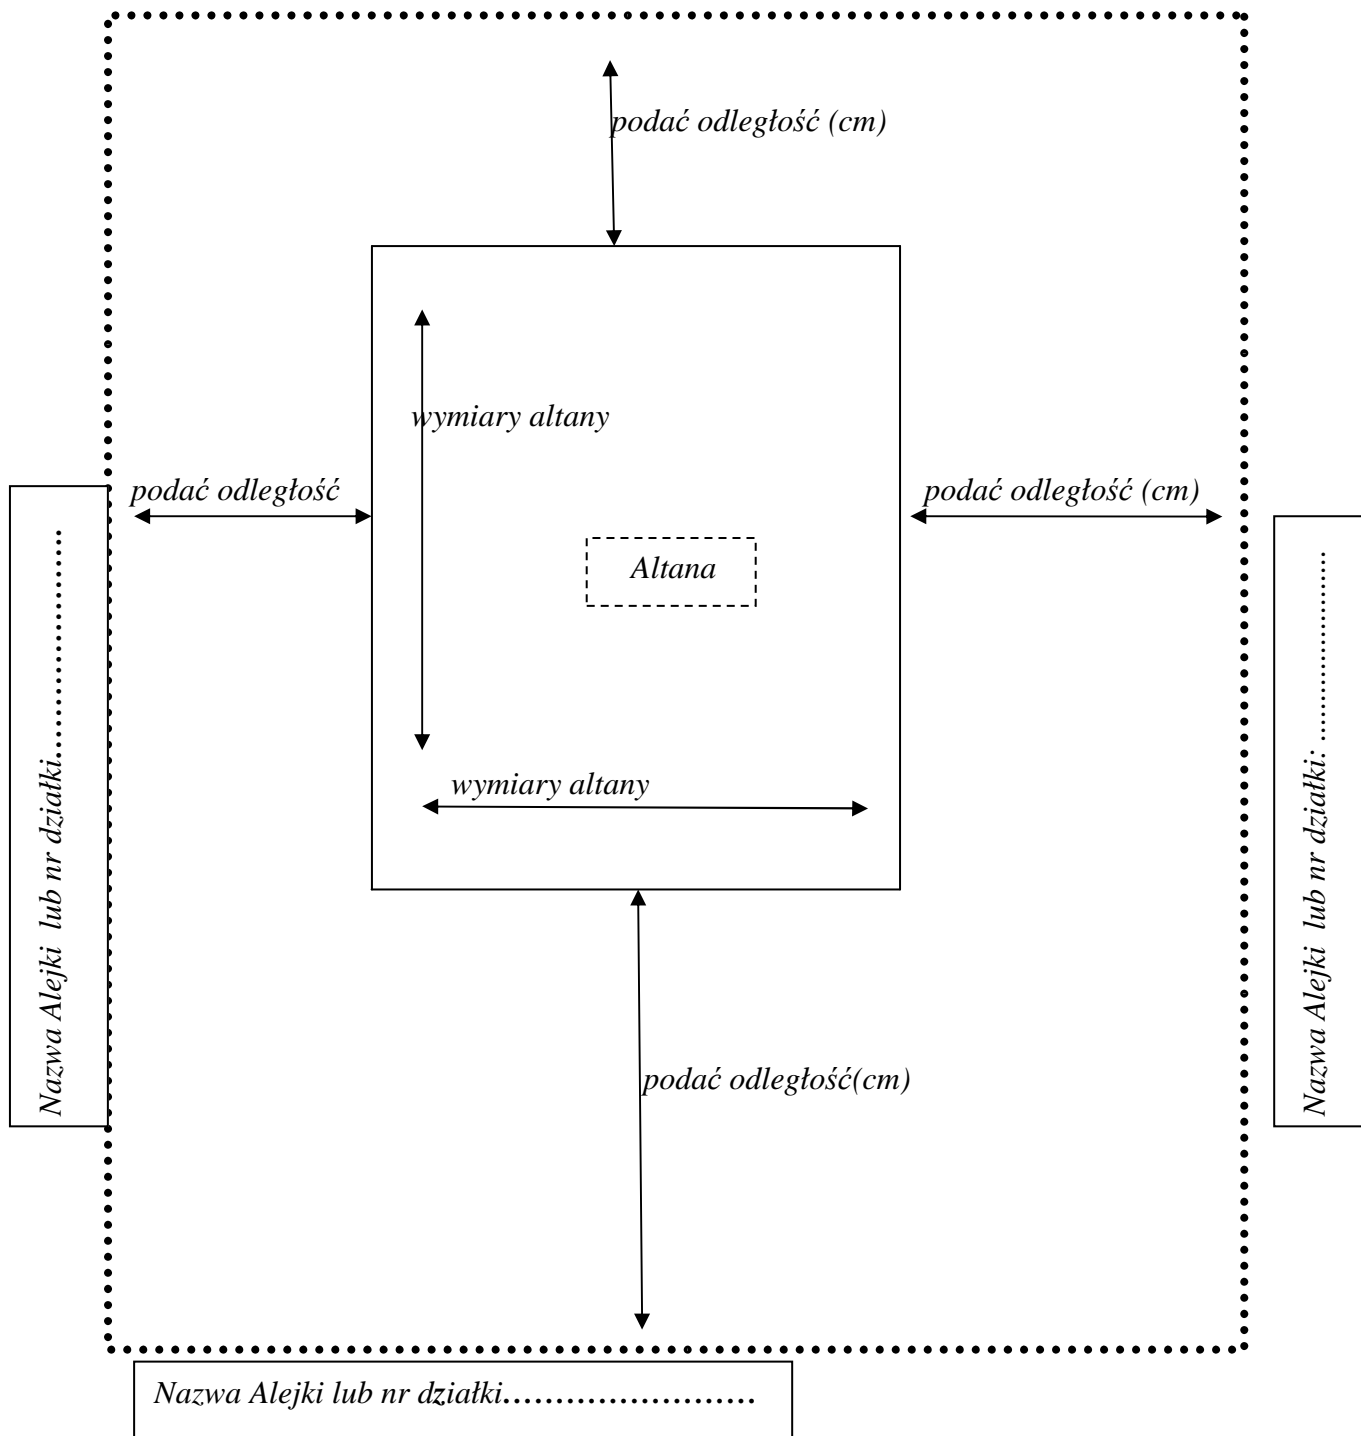 podać odległość (cm)
wymiary altany
podać odległość
podać odległość (cm)
Altana
Nazwa Alejki lub nr działki..............................
Nazwa Alejki lub nr działki: ..............................
wymiary altany
podać odległość(cm)
Nazwa Alejki lub nr działki.........................